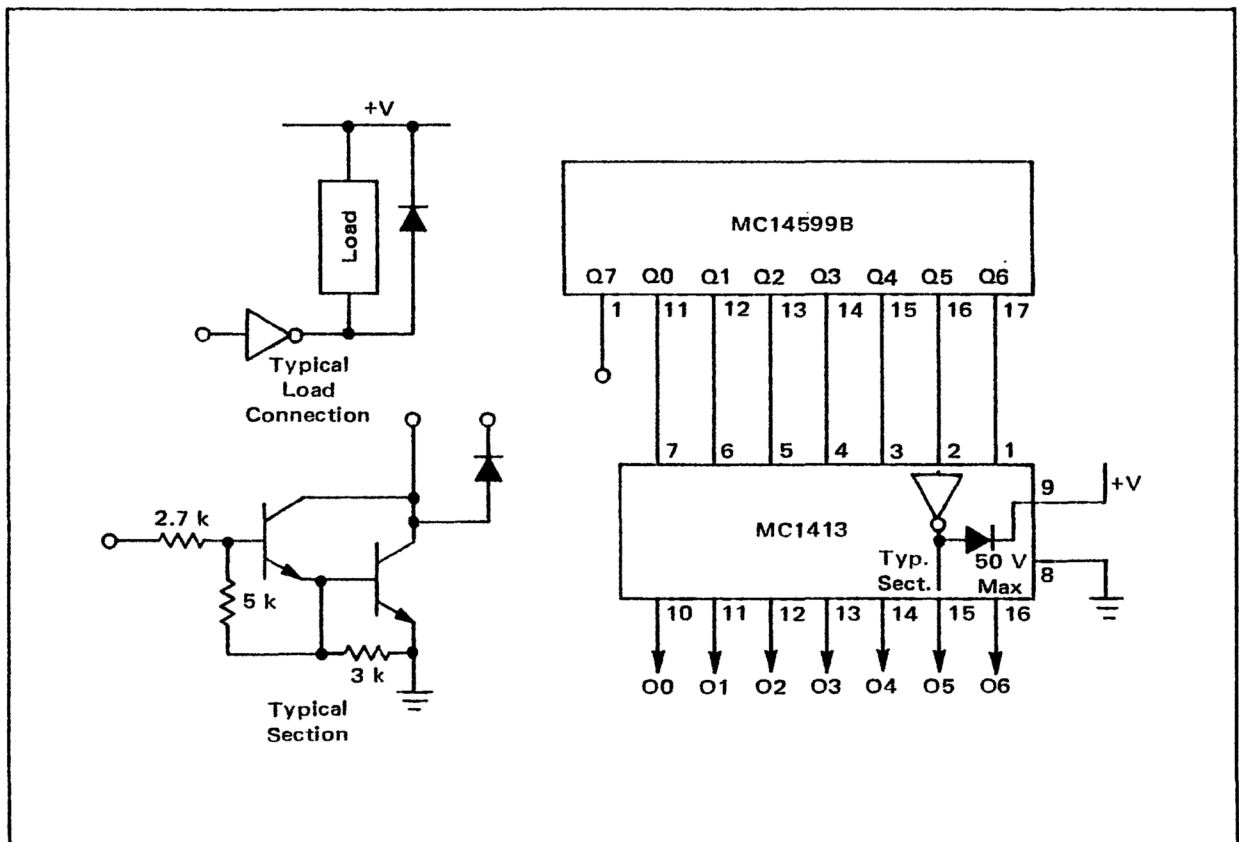 +V
Load
Typical
Load
Connection
2.7 k
5 k
3 k
Typical
Section
MC14599B
Q7 Q0 Q1 Q2 Q3 Q4 Q5 Q6
1 11 12 13 14 15 16 17
7 6 5 4 3 2 1
9
+V
MC1413
Typ.
Sect.
50 V
Max
8
10 11 12 13 14 15 16
O0 O1 O2 O3 O4 O5 O6